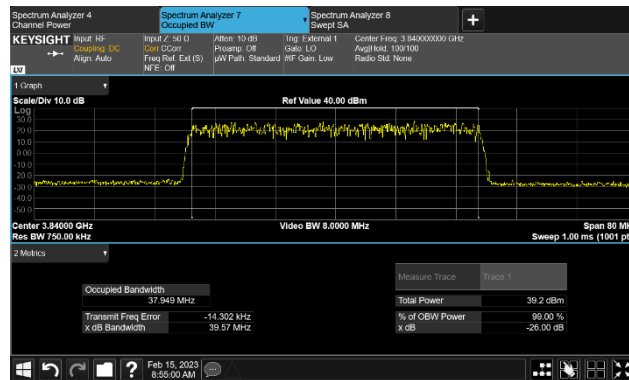 Spectrum Analyzer 4
Channel Power
Spectrum Analyzer 7
Occupied BW
Spectrum Analyzer 8
Swept SA
KEYSIGHT
Input: RF
Coupling: DC
Align: Auto
Input Z: 50 Ω
Corr CCorr
Freq Ref: Ext (S)
NFE: Off
Atten: 10 dB
Preamp: Off
µW Path: Standard
Trig: External 1
Gate: LO
#IF Gain: Low
Center Freq: 3.840000000 GHz
Avg|Hold: 100/100
Radio Std: None
LXI
1 Graph
Scale/Div 10.0 dB
Ref Value 40.00 dBm
Log
30.0
20.0
10.0
0.00
-10.0
-20.0
-30.0
-40.0
-50.0
Center 3.84000 GHz
Video BW 8.0000 MHz
Span 80 MH
Res BW 750.00 kHz
Sweep 1.00 ms (1001 pt
2 Metrics
Measure Trace
Trace 1
Occupied Bandwidth
37.949 MHz
Total Power
39.2 dBm
Transmit Freq Error
-14.302 kHz
% of OBW Power
99.00 %
x dB Bandwidth
39.57 MHz
x dB
-26.00 dB
?
Feb 15, 2023
8:55:00 AM